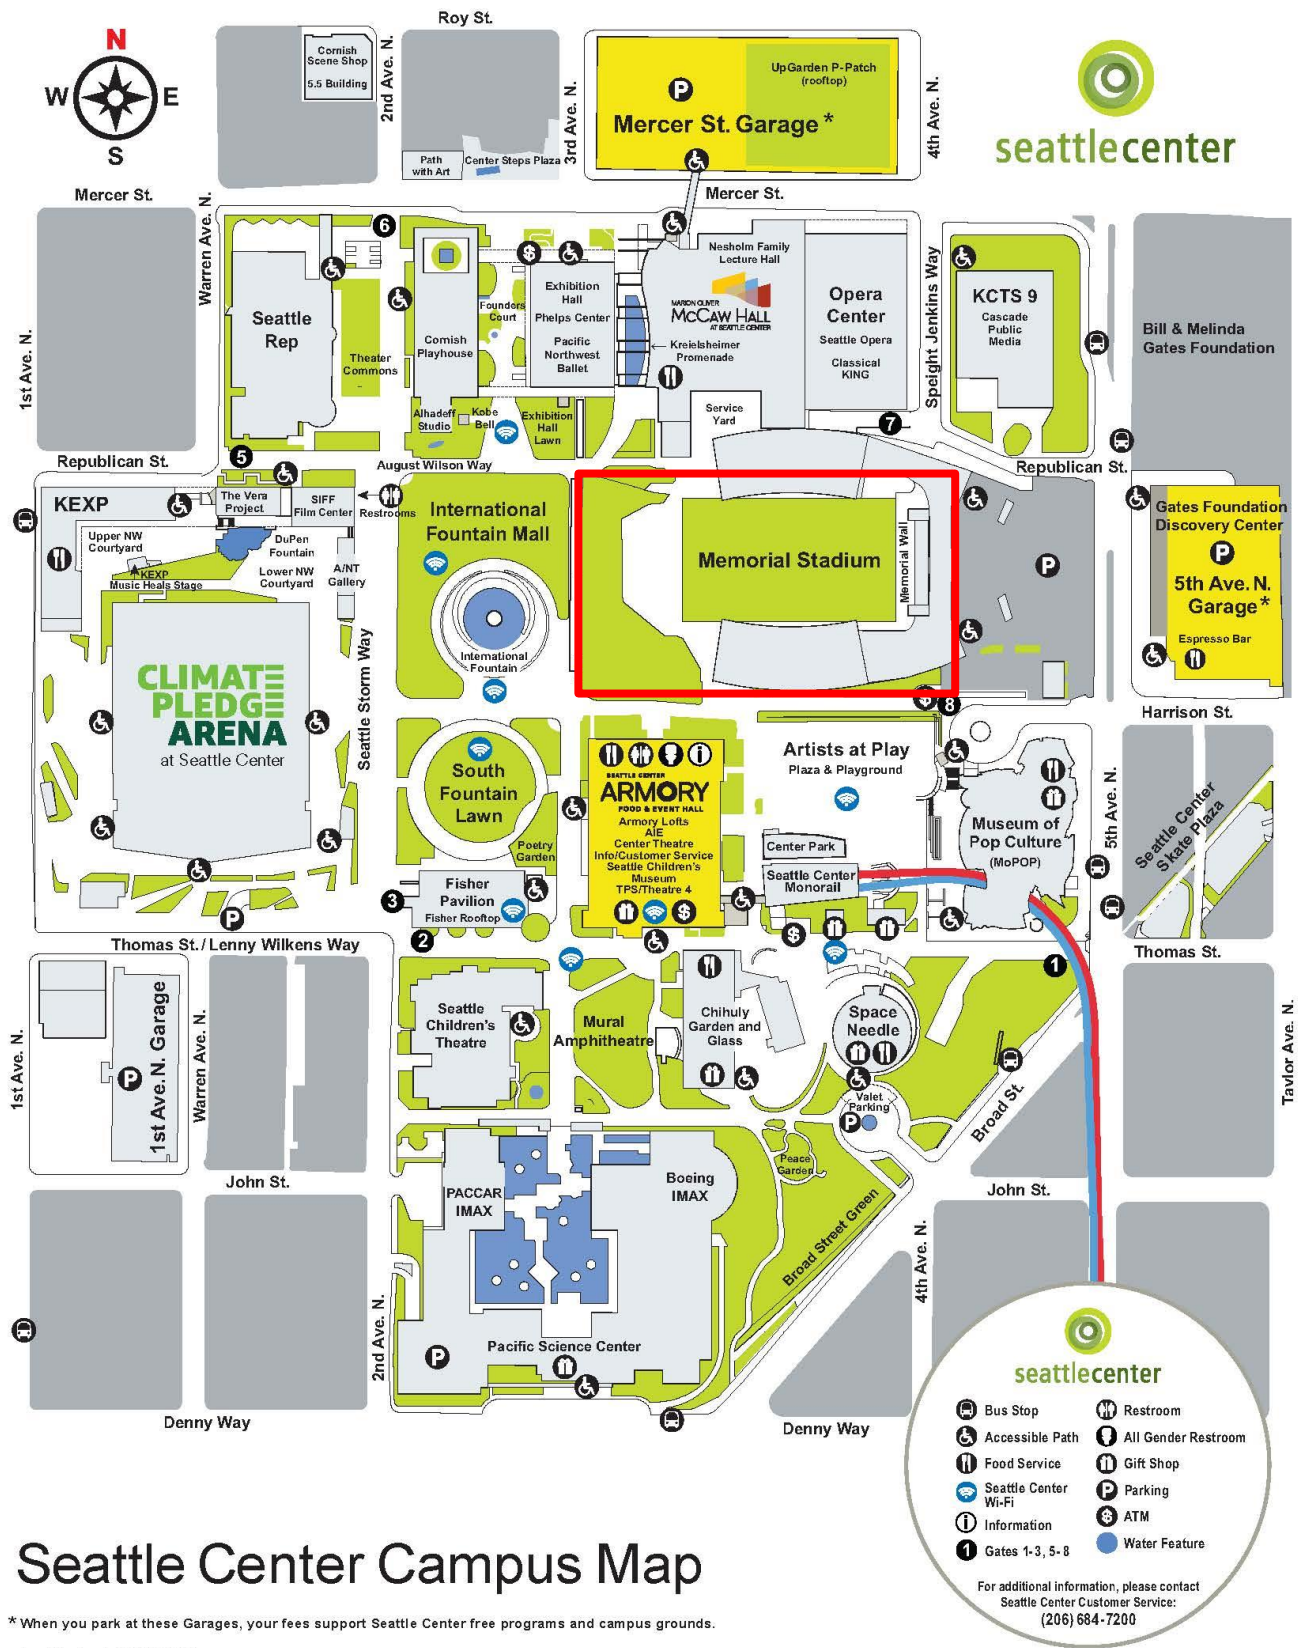 Roy St.
N
W
E
S
Cornish
Scene Shop
5.5 Building
2nd Ave. N.
Path
with Art
Center Steps Plaza
3rd Ave. N.
P
UpGarden P-Patch
(rooftop)
Mercer St. Garage*
4th Ave. N.
seattlecenter
Mercer St.
Mercer St.
Warren Ave. N.
1st Ave. N.
6
Seattle
Rep
Theater
Commons
Cornish
Playhouse
Alhadeff
Studio
Kobe
Bell
Founders
Court
$
Exhibition
Hall
Phelps Center
Pacific
Northwest
Ballet
Exhibition
Hall
Lawn
Nesholm Family
Lecture Hall
MARION OLIVER
McCAW HALL
AT SEATTLE CENTER
Kreielsheimer
Promenade
Service
Yard
Opera
Center
Seattle Opera
Classical
KING
7
Speight Jenkins Way
KCTS 9
Cascade
Public
Media
Bill & Melinda
Gates Foundation
Republican St.
5
August Wilson Way
Republican St.
KEXP
The Vera
Project
SIFF
Film Center
Restrooms
Upper NW
Courtyard
DuPen
Fountain
KEXP
Music Heals Stage
Lower NW
Courtyard
A/NT
Gallery
International
Fountain Mall
International
Fountain
Memorial Stadium
Memorial Wall
P
Gates Foundation
Discovery Center
P
5th Ave. N.
Garage*
Espresso Bar
$
8
Harrison St.
CLIMATE
PLEDGE
ARENA
at Seattle Center
Seattle Storm Way
South
Fountain
Lawn
Poetry
Garden
i
SEATTLE CENTER
ARMORY
FOOD & EVENT HALL
Armory Lofts
AIE
Center Theatre
Info/Customer Service
Seattle Children's
Museum
TPS/Theatre 4
$
Artists at Play
Plaza & Playground
Center Park
Seattle Center
Monorail
Museum of
Pop Culture
(MoPOP)
5th Ave. N.
Seattle Center
Skate Plaza
P
3
Fisher
Pavilion
Fisher Rooftop
2
$
Thomas St./Lenny Wilkens Way
1
Thomas St.
1st Ave. N.
1st Ave. N. Garage
P
Warren Ave. N.
Seattle
Children's
Theatre
Mural
Amphitheatre
Chihuly
Garden and
Glass
Space
Needle
Valet
Parking
P
Broad St.
Taylor Ave. N.
John St.
PACCAR
IMAX
Boeing
IMAX
Peace
Garden
Broad Street Green
John St.
4th Ave. N.
2nd Ave. N.
P
Pacific Science Center
Denny Way
Denny Way
seattlecenter
Bus Stop
Restroom
Accessible Path
All Gender Restroom
Food Service
Gift Shop
Seattle Center
Wi-Fi
P Parking
i Information
$ ATM
1 Gates 1-3, 5-8
Water Feature
For additional information, please contact
Seattle Center Customer Service:
(206) 684-7200
Seattle Center Campus Map
* When you park at these Garages, your fees support Seattle Center free programs and campus grounds.